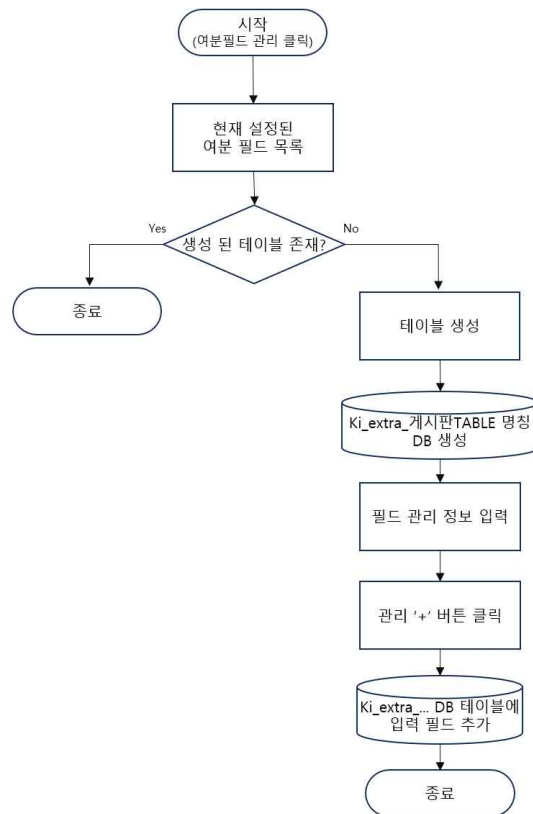 시작
(여분필드 관리 클릭)
현재 설정된
여분 필드 목록
Yes
No
생성 된 테이블 존재?
종료
테이블 생성
Ki_extra_게시판TABLE 명칭
DB 생성
필드 관리 정보 입력
관리 ‘+’ 버튼 클릭
Ki_extra_... DB 테이블에
입력 필드 추가
종료